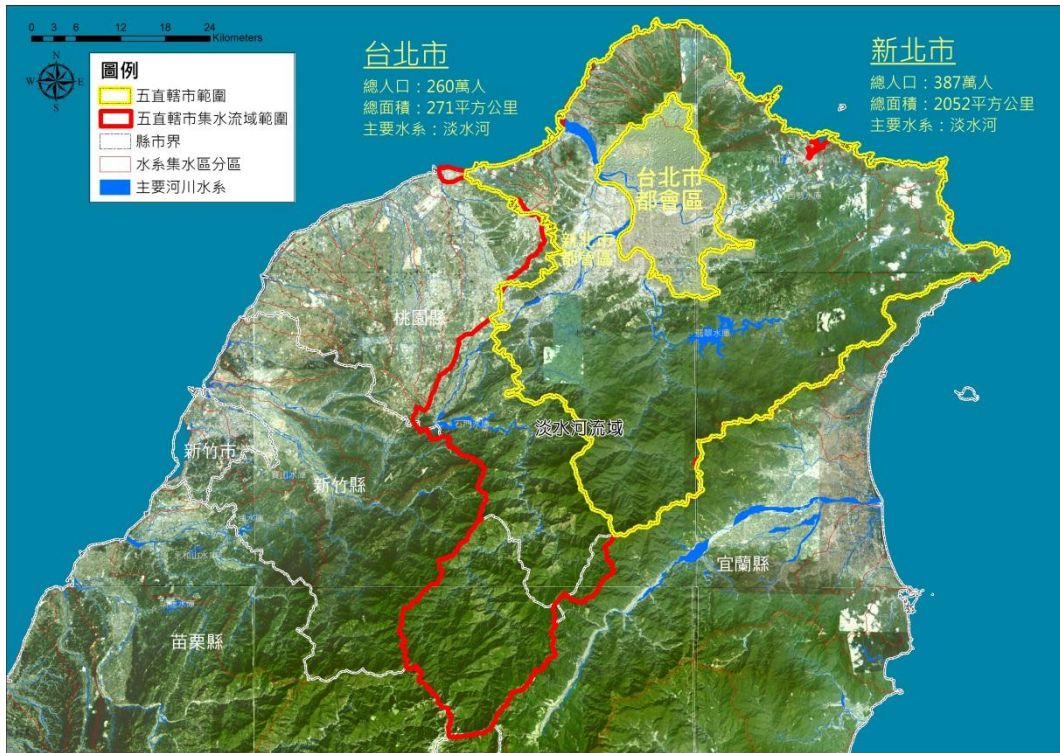 0 3 6 12 18 24
Kilometers
N
W E
S
圖例
五直轄市範圍
五直轄市集水流域範圍
縣市界
水系集水區分區
主要河川水系
台北市
總人口：260萬人
總面積：271平方公里
主要水系：淡水河
新北市
總人口：387萬人
總面積：2052平方公里
主要水系：淡水河
台北市
都會區
新北市
都會區
桃園縣
翡翠水庫
淡水河流域
新竹市
新竹縣
宜蘭縣
苗栗縣